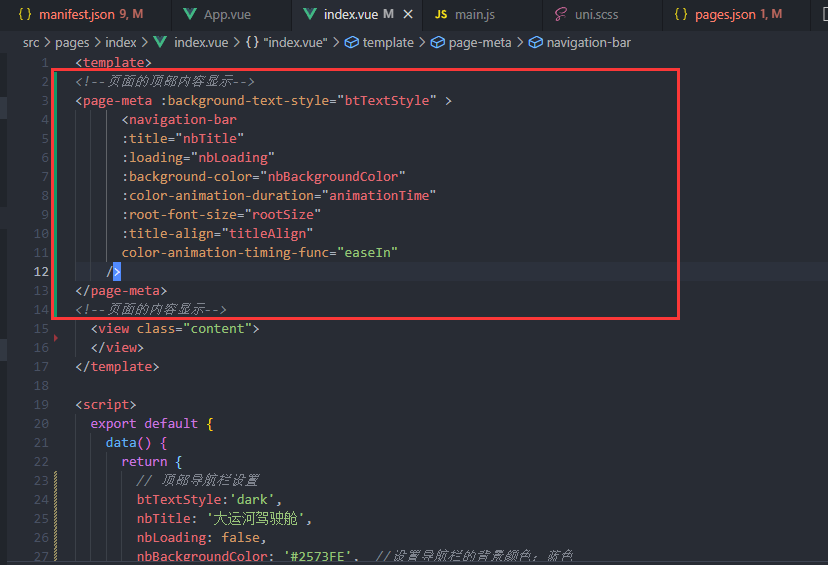 manifest.json 9, M App.vue index.vue M JS main.js uni.scss pages.json 1, M
src > pages > index > index.vue > {} "index.vue" > template > page-meta > navigation-bar
1 <template>
2 <!--页面的顶部内容显示-->
3 <page-meta :background-text-style="btTextStyle" >
4 <navigation-bar
5 :title="nbTitle"
6 :loading="nbLoading"
7 :background-color="nbBackgroundColor"
8 :color-animation-duration="animationTime"
9 :root-font-size="rootSize"
10 :title-align="titleAlign"
11 color-animation-timing-func="easeIn"
12 />
13 </page-meta>
14 <!--页面的内容显示-->
15 <view class="content">
16 </view>
17 </template>
18
19 <script>
20 export default {
21 data() {
22 return {
23 // 顶部导航栏设置
24 btTextStyle:'dark',
25 nbTitle: '大运河驾驶舱',
26 nbLoading: false,
27 nbBackgroundColor: '#2573FE', //设置导航栏的背景颜色：蓝色